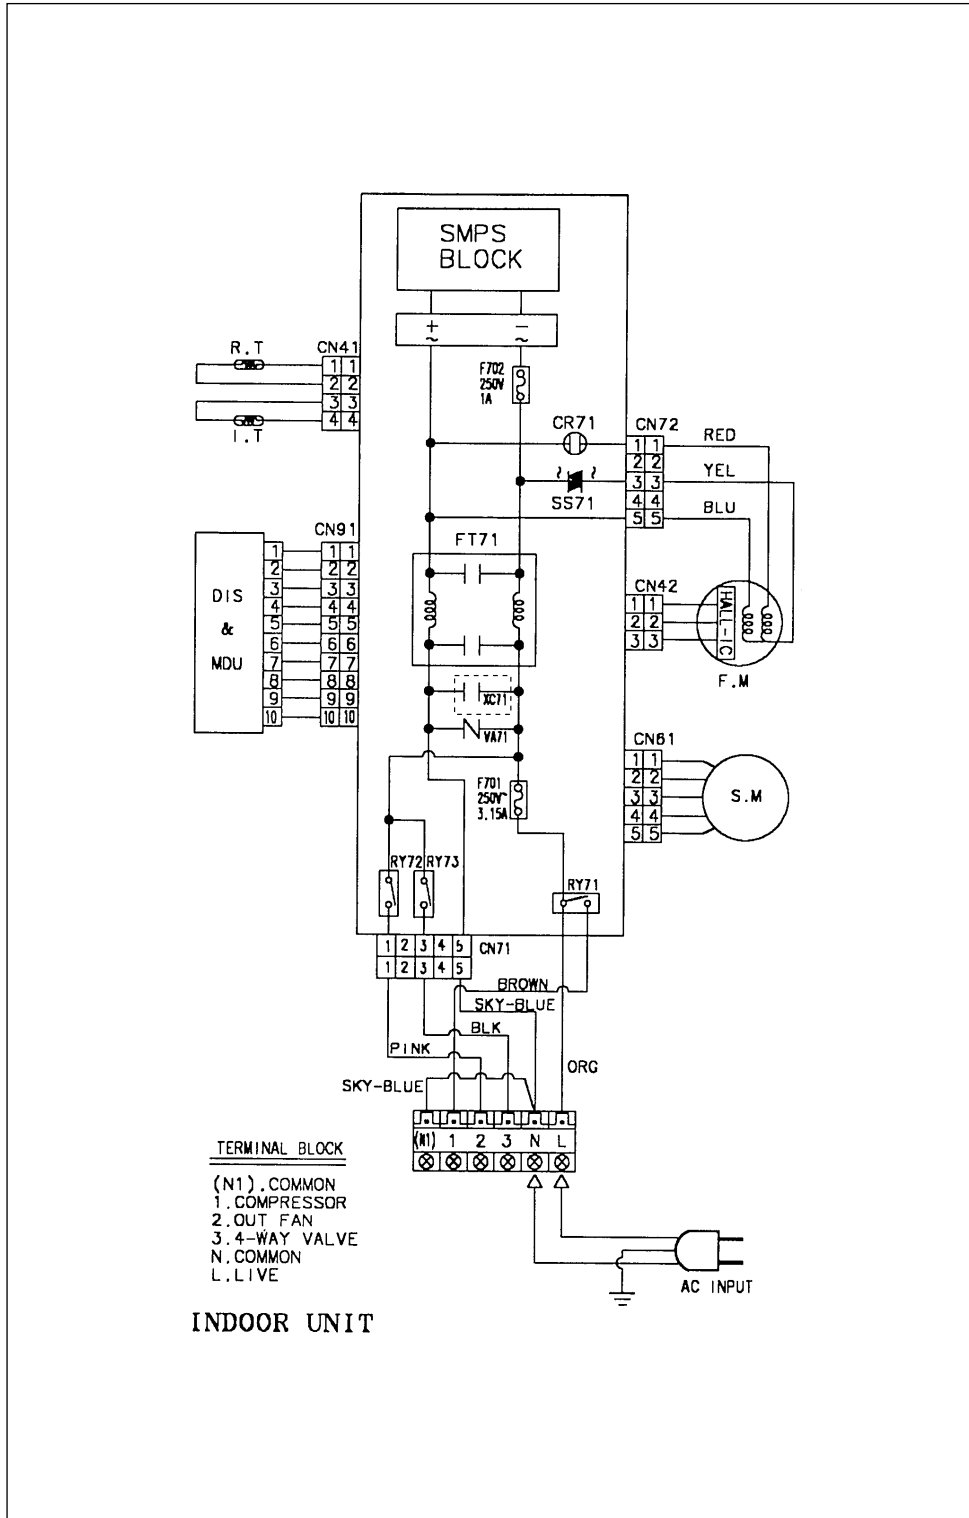 SMPS
BLOCK
+ −
~ ~
F702
250V
1A
R.T
CN41
1 1
2 2
3 3
4 4
I.T
CR71
SS71
CN72
1 1
2 2
3 3
4 4
5 5
RED
YEL
BLU
DIS
&
MDU
1
2
3
4
5
6
7
8
9
10
CN91
1 1
2 2
3 3
4 4
5 5
6 6
7 7
8 8
9 9
10 10
FT71
XC71
VA71
CN42
1 1
2 2
3 3
HALL-IC
F.M
CN61
1 1
2 2
3 3
4 4
5 5
S.M
F701
250V~
3.15A
RY72
RY73
RY71
1 2 3 4 5
1 2 3 4 5
CN71
BROWN
SKY-BLUE
BLK
PINK
ORG
SKY-BLUE
(N1) 1 2 3 N L
TERMINAL BLOCK
(N1).COMMON
1.COMPRESSOR
2.OUT FAN
3.4-WAY VALVE
N.COMMON
L.LIVE
AC INPUT
INDOOR UNIT